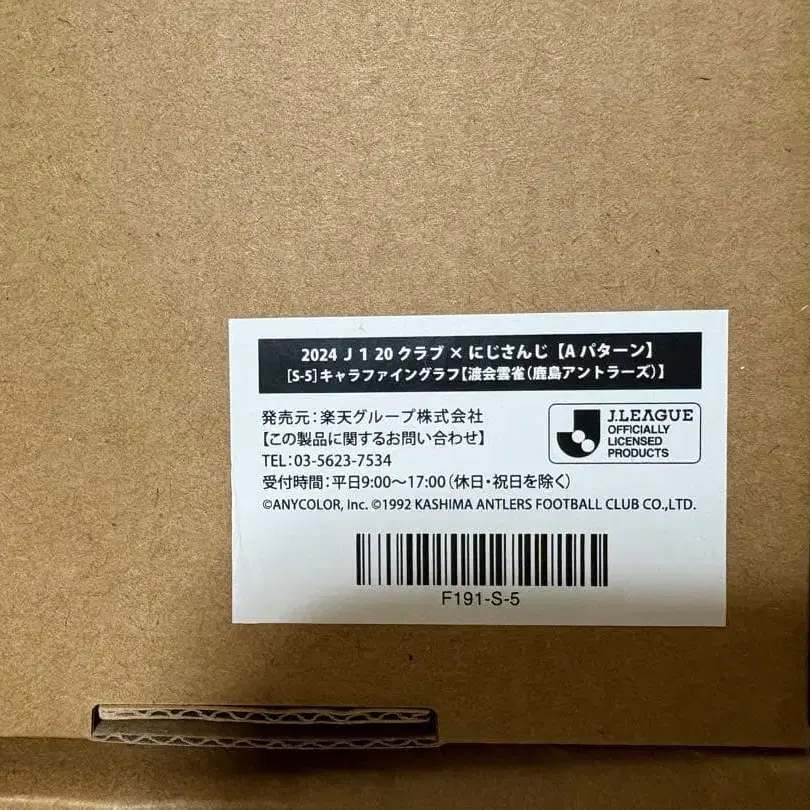 2024 J 1 20 クラブ × にじさんじ【A パターン】
[S-5]キャラファイングラフ【渡会雲雀(鹿島アントラーズ)】
発売元:楽天グループ株式会社
【この製品に関するお問い合わせ】
TEL:03-5623-7534
受付時間:平日9:00〜17:00(休日・祝日を除く)
J.LEAGUE
OFFICIALLY
LICENSED
PRODUCTS
©ANYCOLOR, Inc. ©1992 KASHIMA ANTLERS FOOTBALL CLUB CO.,LTD.
F191-S-5